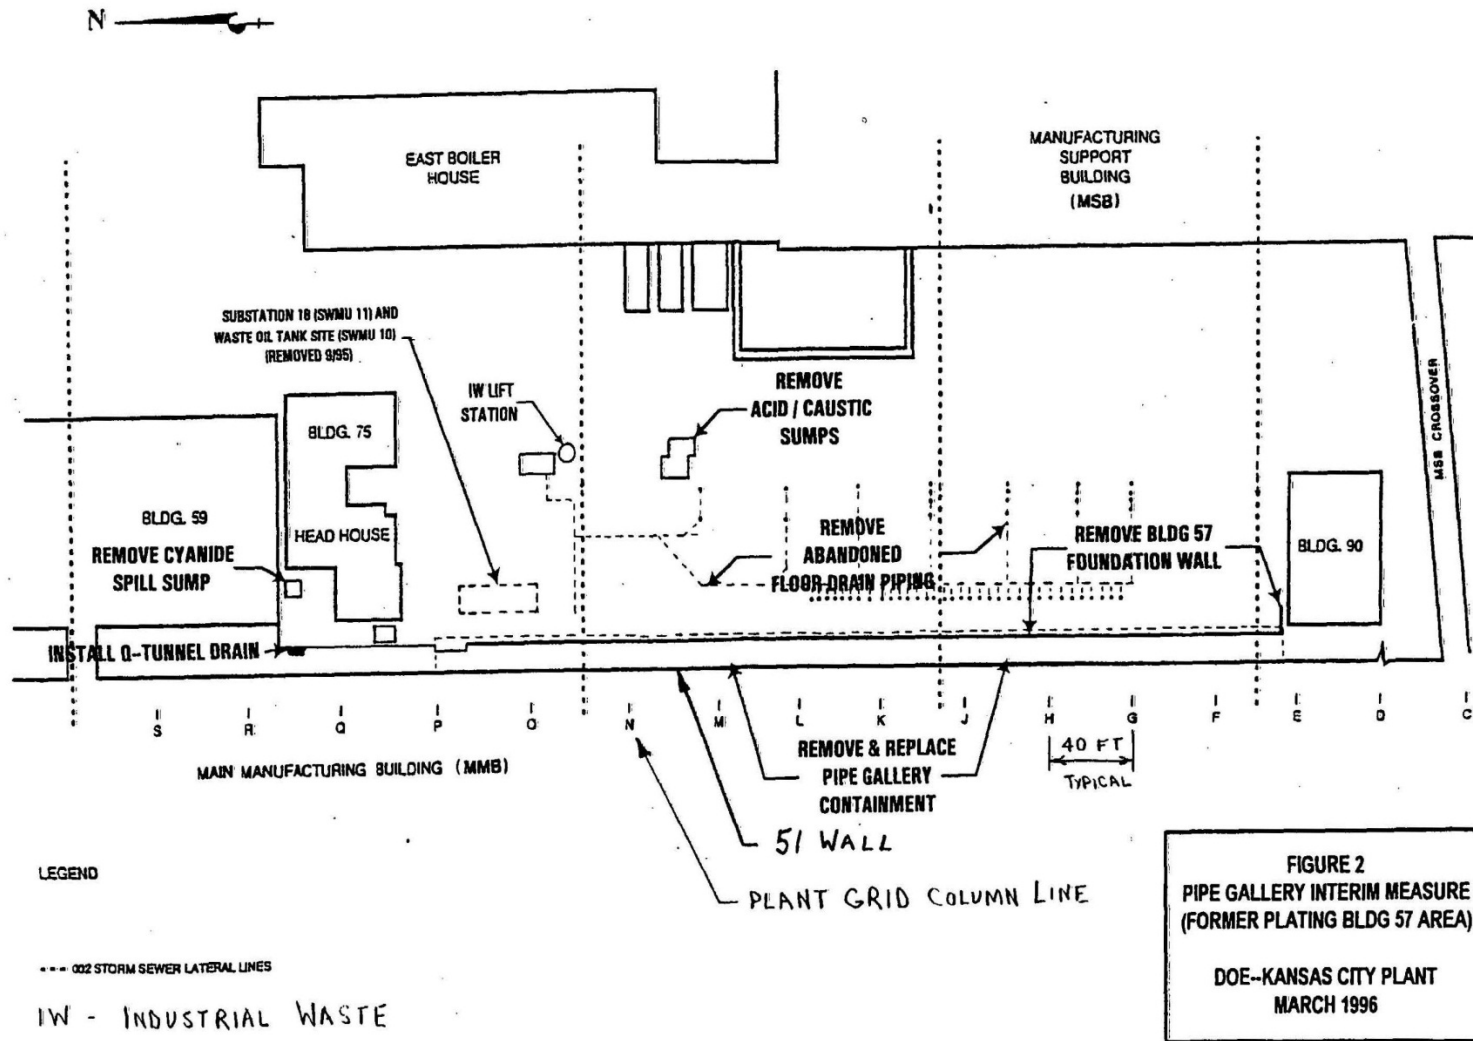 N
EAST BOILER
HOUSE
MANUFACTURING
SUPPORT
BUILDING
(MSB)
SUBSTATION 18 (SWMU 11) AND
WASTE OIL TANK SITE (SWMU 10)
(REMOVED 9/95)
IW LIFT
STATION
REMOVE
ACID / CAUSTIC
SUMPS
MSB CROSSOVER
BLDG. 75
BLDG. 59
HEAD HOUSE
REMOVE CYANIDE
SPILL SUMP
REMOVE
ABANDONED
FLOOR DRAIN PIPING
REMOVE BLDG 57
FOUNDATION WALL
BLDG. 90
INSTALL Q-TUNNEL DRAIN
S R Q P O N M L K J H G F E D C
MAIN MANUFACTURING BUILDING (MMB)
REMOVE & REPLACE
PIPE GALLERY
CONTAINMENT
40 FT
TYPICAL
51 WALL
PLANT GRID COLUMN LINE
LEGEND
002 STORM SEWER LATERAL LINES
IW - INDUSTRIAL WASTE
FIGURE 2
PIPE GALLERY INTERIM MEASURE
(FORMER PLATING BLDG 57 AREA)
DOE--KANSAS CITY PLANT
MARCH 1996